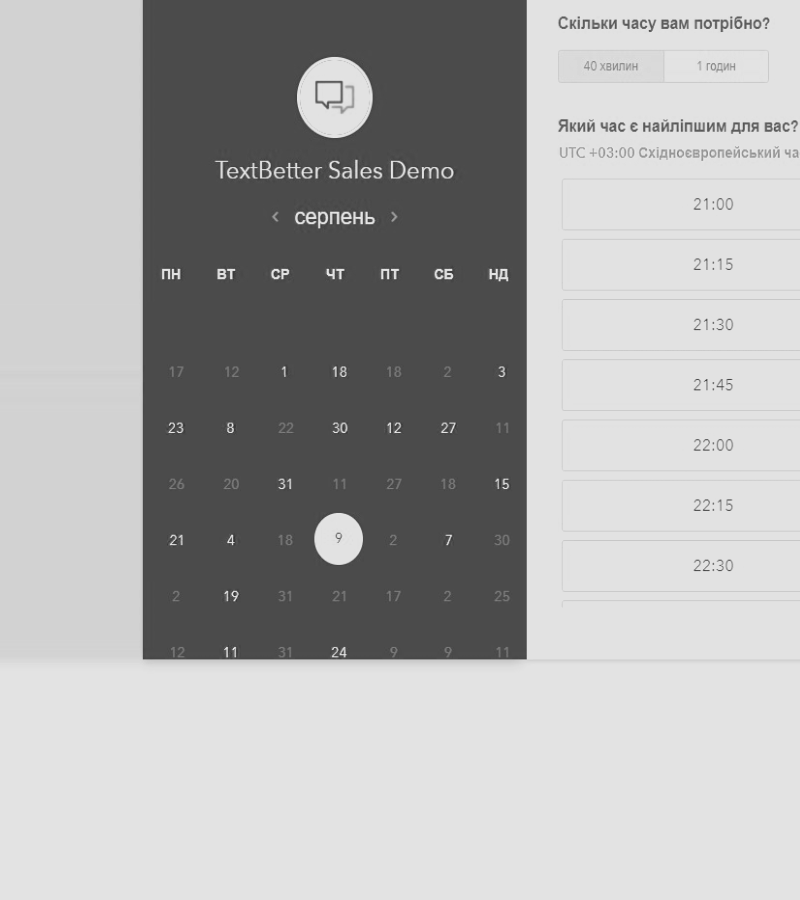 TextBetter Sales Demo
серпень
ПН ВТ СР ЧТ ПТ СБ НД
17 12 1 18 18 2 3
23 8 22 30 12 27 11
26 20 31 11 27 18 15
21 4 18 9 2 7 30
2 19 31 21 17 2 25
12 11 31 24 9 9 11
Скільки часу вам потрібно?
40 хвилин 1 годин
Який час є найліпшим для вас?
UTC +03:00 Східноєвропейський ча
21:00
21:15
21:30
21:45
22:00
22:15
22:30